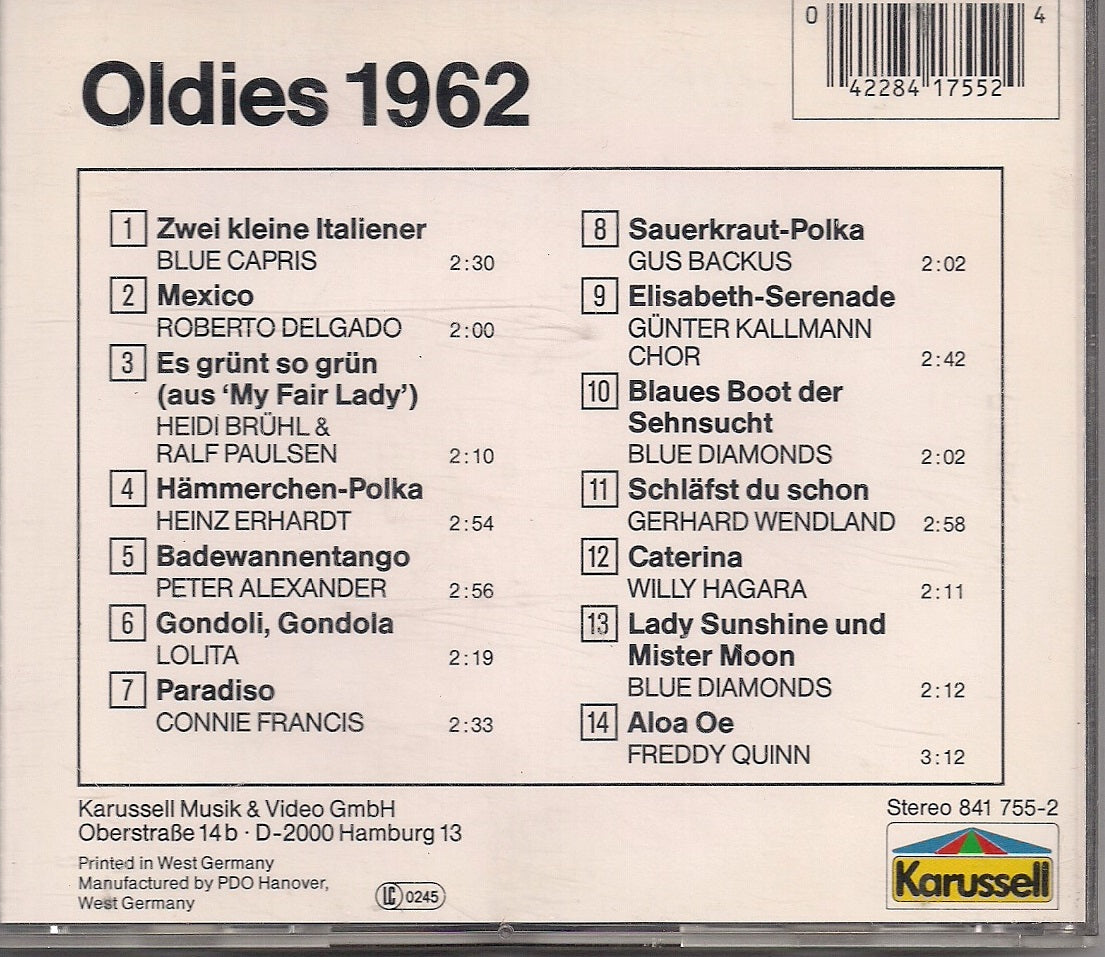 0 4
42284 17552
Oldies 1962
1 Zwei kleine Italiener
BLUE CAPRIS 2:30
2 Mexico
ROBERTO DELGADO 2:00
3 Es grünt so grün
(aus ‘My Fair Lady’)
HEIDI BRÜHL &
RALF PAULSEN 2:10
4 Hämmerchen-Polka
HEINZ ERHARDT 2:54
5 Badewannentango
PETER ALEXANDER 2:56
6 Gondoli, Gondola
LOLITA 2:19
7 Paradiso
CONNIE FRANCIS 2:33
8 Sauerkraut-Polka
GUS BACKUS 2:02
9 Elisabeth-Serenade
GÜNTER KALLMANN
CHOR 2:42
10 Blaues Boot der
Sehnsucht
BLUE DIAMONDS 2:02
11 Schläfst du schon
GERHARD WENDLAND 2:58
12 Caterina
WILLY HAGARA 2:11
13 Lady Sunshine und
Mister Moon
BLUE DIAMONDS 2:12
14 Aloa Oe
FREDDY QUINN 3:12
Karussell Musik & Video GmbH
Oberstraße 14b · D-2000 Hamburg 13
Printed in West Germany
Manufactured by PDO Hanover,
West Germany
LC 0245
Stereo 841 755-2
Karussell